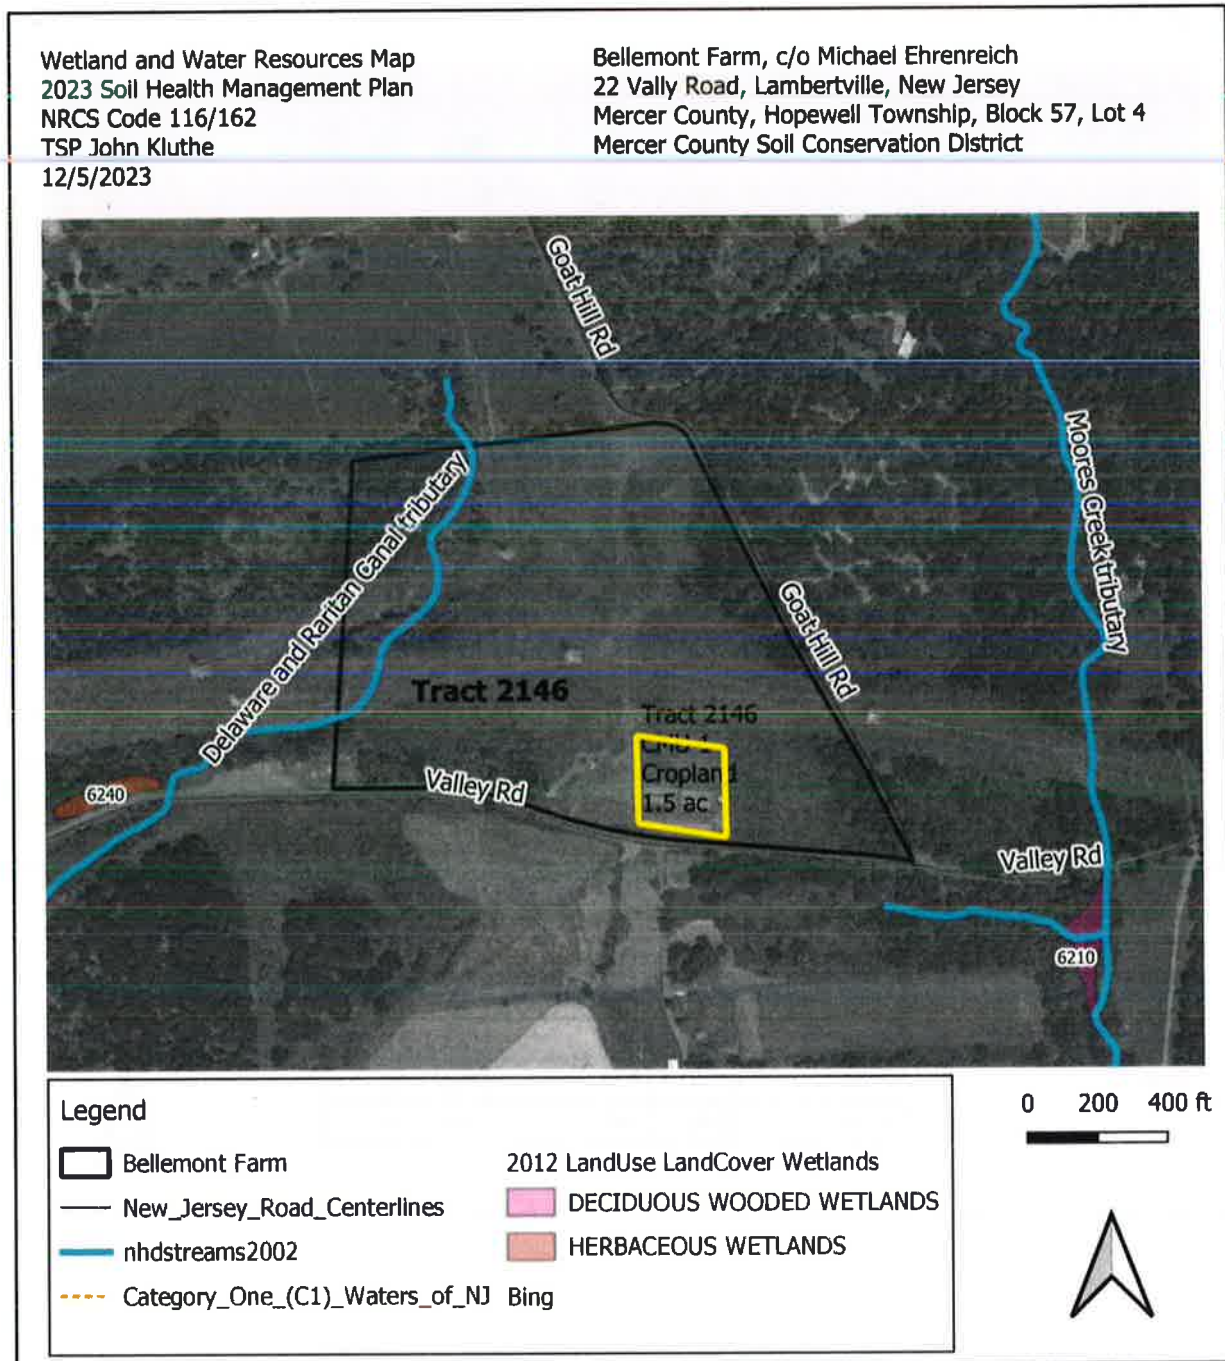 Wetland and Water Resources Map
2023 Soil Health Management Plan
NRCS Code 116/162
TSP John Kluthe
12/5/2023
Bellemont Farm, c/o Michael Ehrenreich
22 Vally Road, Lambertville, New Jersey
Mercer County, Hopewell Township, Block 57, Lot 4
Mercer County Soil Conservation District
Goat Hill Rd
Delaware and Raritan Canal tributary
Moores Creek tributary
Goat Hill Rd
Tract 2146
Tract 2146
CMU 1
Cropland
1.5 ac
Valley Rd
6240
Valley Rd
6210
Legend
Bellemont Farm
New_Jersey_Road_Centerlines
nhdstreams2002
Category_One_(C1)_Waters_of_NJ
2012 LandUse LandCover Wetlands
DECIDUOUS WOODED WETLANDS
HERBACEOUS WETLANDS
Bing
0 200 400 ft